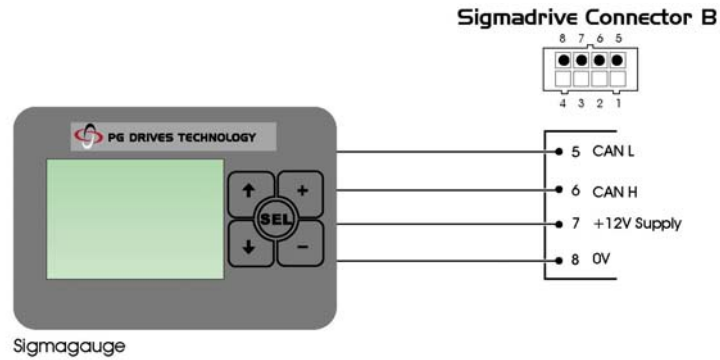 Sigmadrive Connector B
8 7 6 5
4 3 2 1
PG DRIVES TECHNOLOGY
SEL
+
−
5 CAN L
6 CAN H
7 +12V Supply
8 0V
Sigmagauge